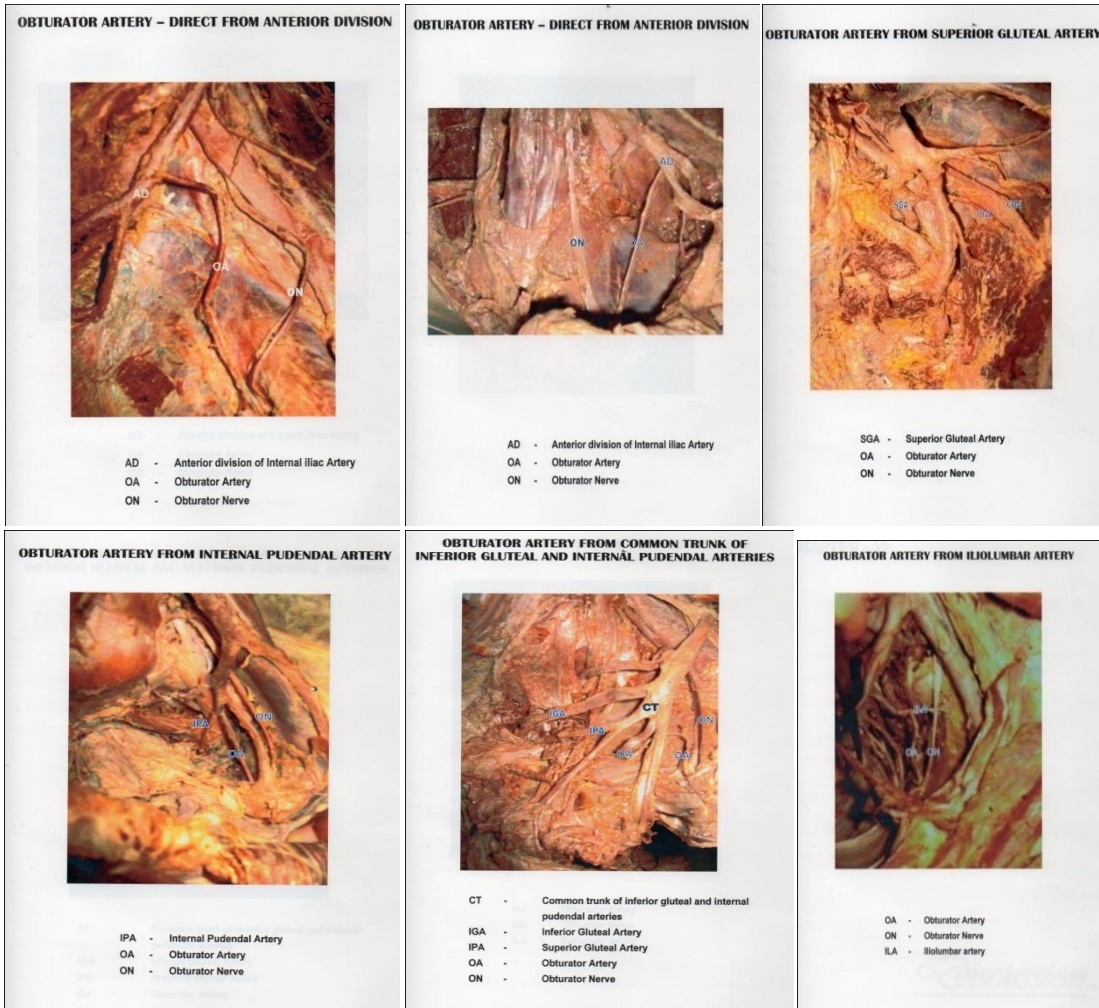 OBTURATOR ARTERY – DIRECT FROM ANTERIOR DIVISION
AD
OA
ON
AD - Anterior division of Internal iliac Artery
OA - Obturator Artery
ON - Obturator Nerve
OBTURATOR ARTERY – DIRECT FROM ANTERIOR DIVISION
AD
ON
OA
AD - Anterior division of Internal iliac Artery
OA - Obturator Artery
ON - Obturator Nerve
OBTURATOR ARTERY FROM SUPERIOR GLUTEAL ARTERY
SGA
OA
ON
SGA - Superior Gluteal Artery
OA - Obturator Artery
ON - Obturator Nerve
OBTURATOR ARTERY FROM INTERNAL PUDENDAL ARTERY
IPA
ON
OA
IPA - Internal Pudendal Artery
OA - Obturator Artery
ON - Obturator Nerve
OBTURATOR ARTERY FROM COMMON TRUNK OF
INFERIOR GLUTEAL AND INTERNAL PUDENDAL ARTERIES
IGA
CT
ON
IPA
OA
OA
CT - Common trunk of inferior gluteal and internal
pudendal arteries
IGA - Inferior Gluteal Artery
IPA - Superior Gluteal Artery
OA - Obturator Artery
ON - Obturator Nerve
OBTURATOR ARTERY FROM ILIOLUMBAR ARTERY
ILA
OA ON
OA - Obturator Artery
ON - Obturator Nerve
ILA - Iliolumbar artery